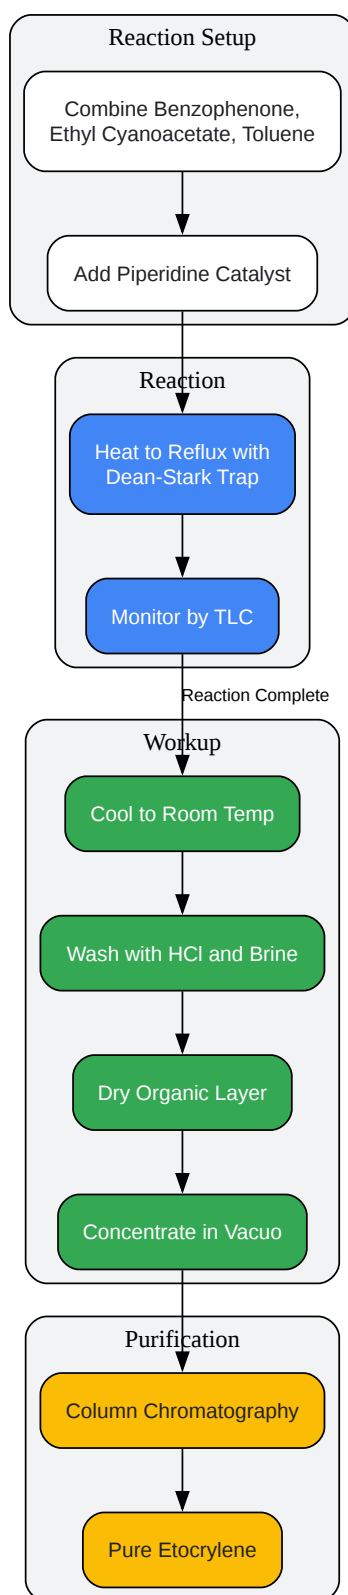 Reaction Setup
Combine Benzophenone,
Ethyl Cyanoacetate, Toluene
Add Piperidine Catalyst
Reaction
Heat to Reflux with
Dean-Stark Trap
Monitor by TLC
Reaction Complete
Workup
Cool to Room Temp
Wash with HCl and Brine
Dry Organic Layer
Concentrate in Vacuo
Purification
Column Chromatography
Pure Etocrylene